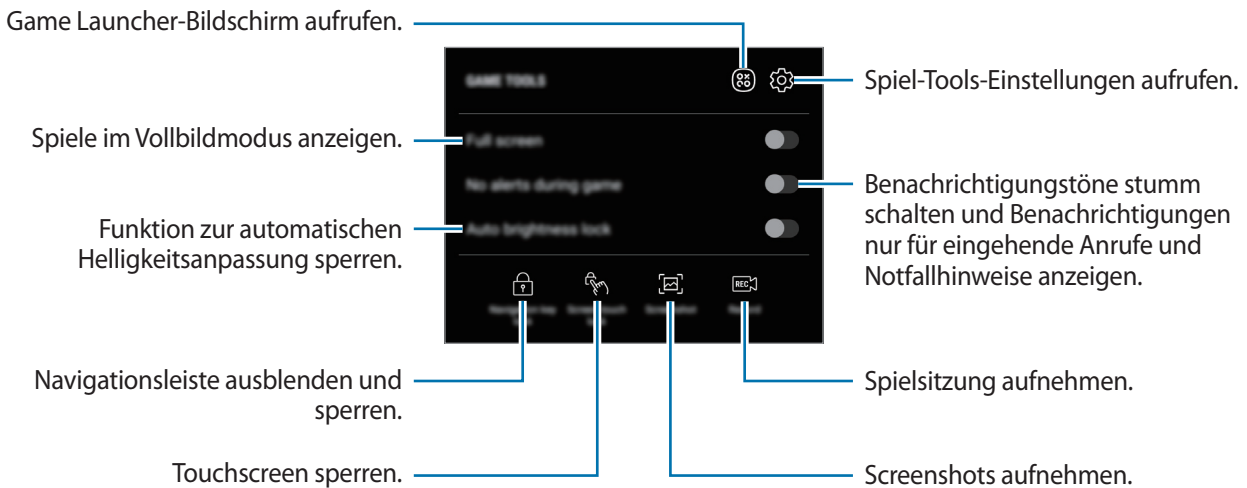 Game Launcher-Bildschirm aufrufen.
GAME TOOLS
Spiel-Tools-Einstellungen aufrufen.
Spiele im Vollbildmodus anzeigen.
Full screen
No alerts during game
Benachrichtigungstöne stumm
schalten und Benachrichtigungen
nur für eingehende Anrufe und
Notfallhinweise anzeigen.
Funktion zur automatischen
Helligkeitsanpassung sperren.
Auto brightness lock
REC
Navigationsleiste ausblenden und
sperren.
Spielsitzung aufnehmen.
Touchscreen sperren.
Screenshots aufnehmen.